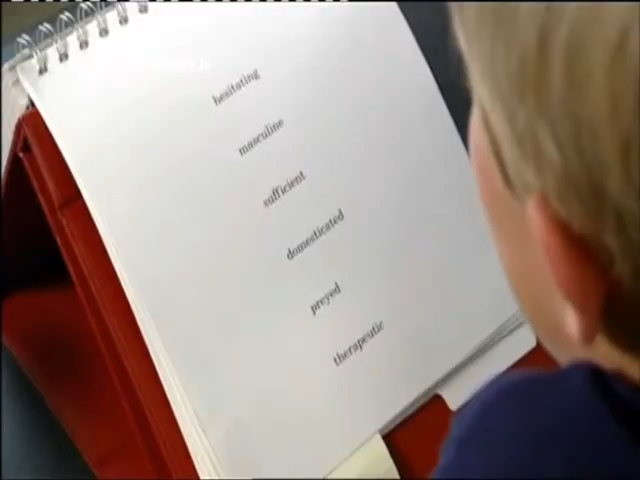 hesitating
masculine
sufficient
domesticated
preyed
therapeutic